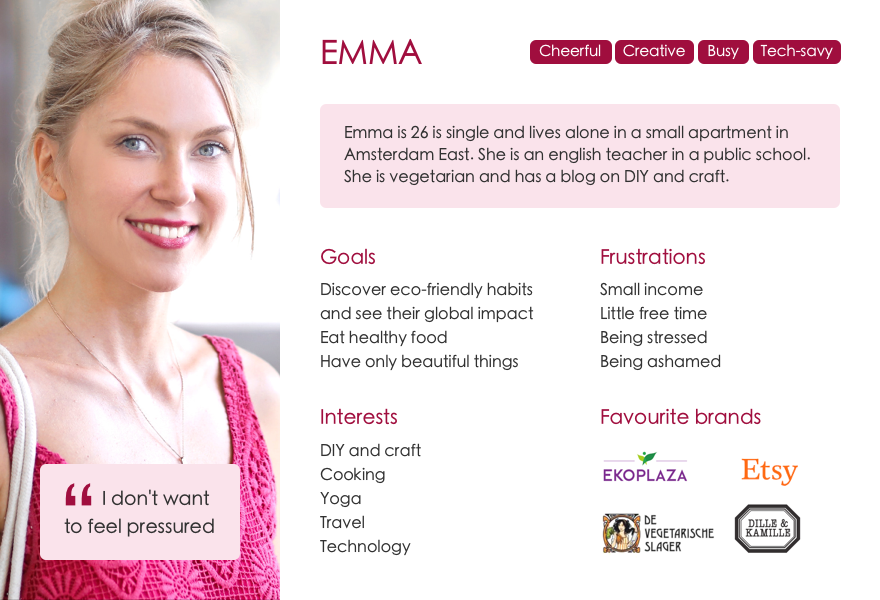 EMMA
Cheerful
Creative
Busy
Tech-savy
Emma is 26 is single and lives alone in a small apartment in
Amsterdam East. She is an english teacher in a public school.
She is vegetarian and has a blog on DIY and craft.
Goals
Discover eco-friendly habits
and see their global impact
Eat healthy food
Have only beautiful things
Frustrations
Small income
Little free time
Being stressed
Being ashamed
Interests
DIY and craft
Cooking
Yoga
Travel
Technology
Favourite brands
EKOPLAZA
Etsy
DE
VEGETARISCHE
SLAGER
DILLE &
KAMILLE
“ I don't want
to feel pressured